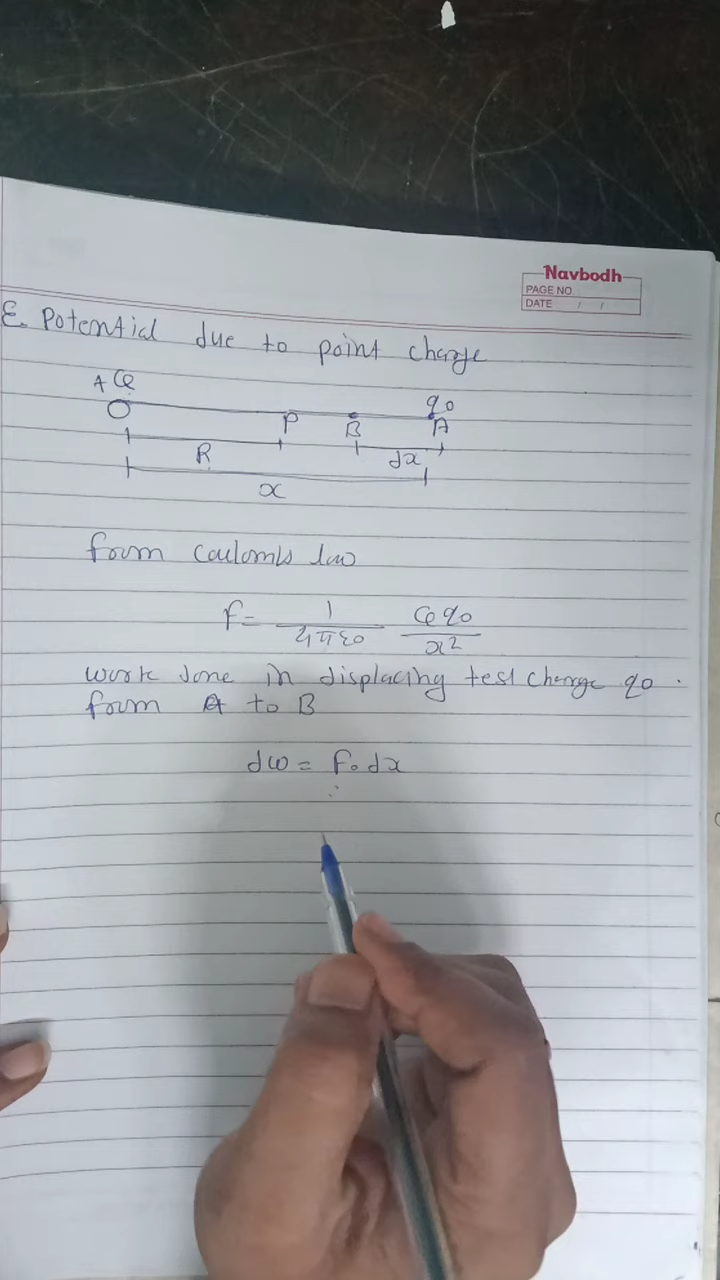 Navbodh
PAGE NO.
DATE / /
E. Potential due to point charge
+Q q0
P B A
R dx
x
from Coulombs law
F = 1/4πε0 Qq0/x2
work done in displacing test charge q0
from A to B
dw = F. dx